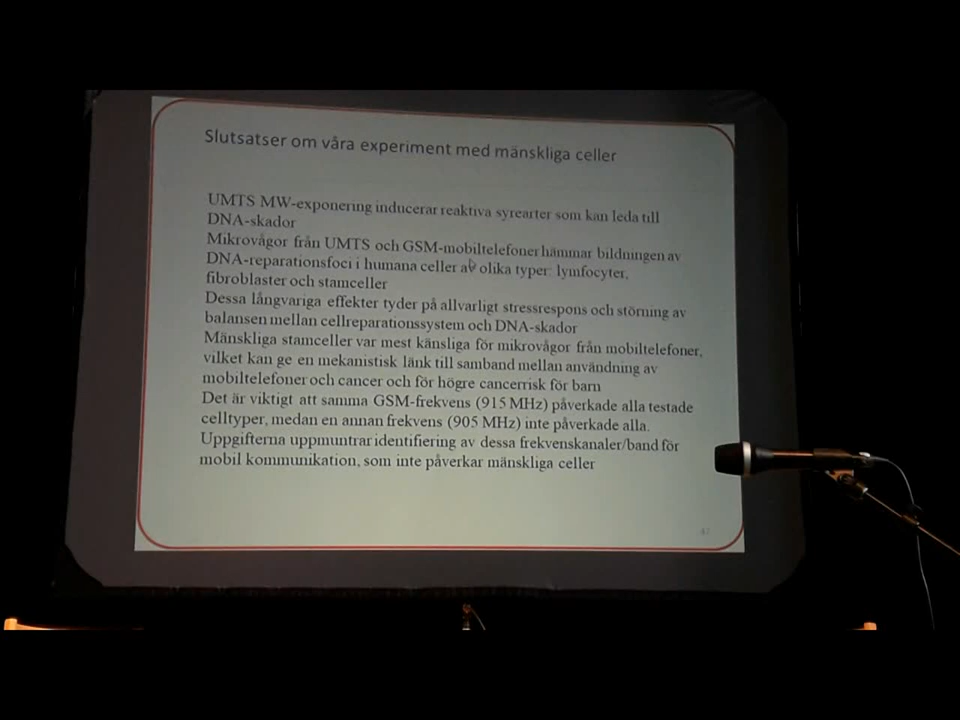 Slutsatser om våra experiment med mänskliga celler
UMTS MW-exponering inducerar reaktiva syrearter som kan leda till
DNA-skador
Mikrovågor från UMTS och GSM-mobiltelefoner hämmar bildningen av
DNA-reparationsfoci i humana celler av olika typer: lymfocyter,
fibroblaster och stamceller
Dessa långvariga effekter tyder på allvarligt stressrespons och störning av
balansen mellan cellreparationssystem och DNA-skador
Mänskliga stamceller var mest känsliga för mikrovågor från mobiltelefoner,
vilket kan ge en mekanistisk länk till samband mellan användning av
mobiltelefoner och cancer och för högre cancerrisk för barn
Det är viktigt att samma GSM-frekvens (915 MHz) påverkade alla testade
celltyper, medan en annan frekvens (905 MHz) inte påverkade alla.
Uppgifterna uppmuntrar identifiering av dessa frekvenskanaler/band för
mobil kommunikation, som inte påverkar mänskliga celler